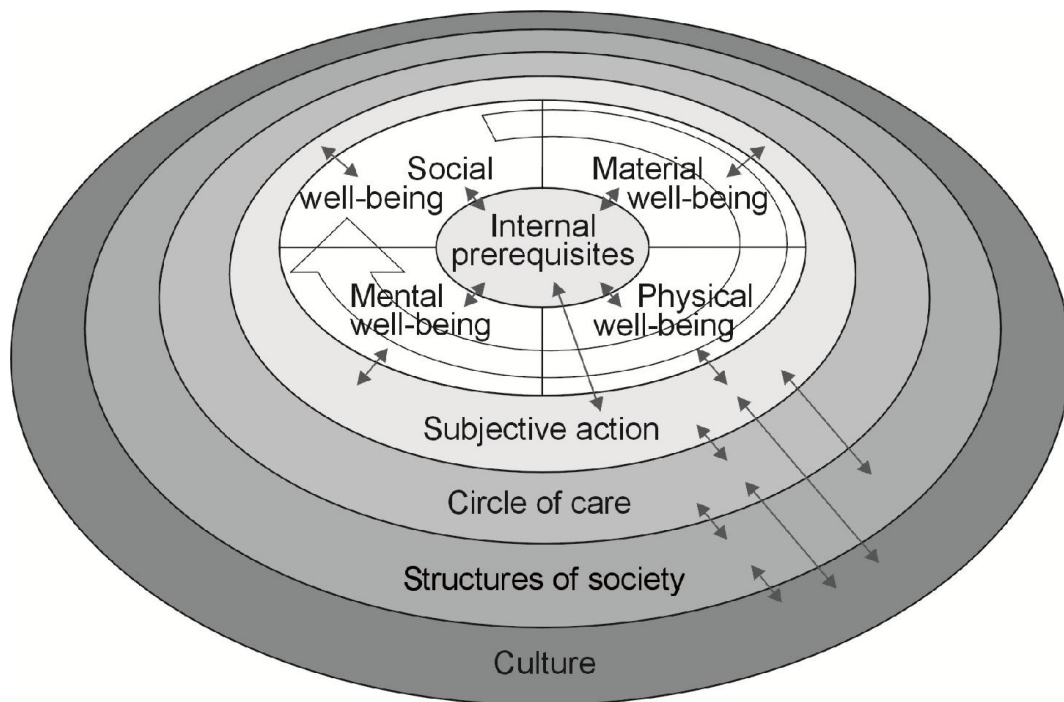 Social
well-being
Material
well-being
Internal
prerequisites
Mental
well-being
Physical
well-being
Subjective action
Circle of care
Structures of society
Culture